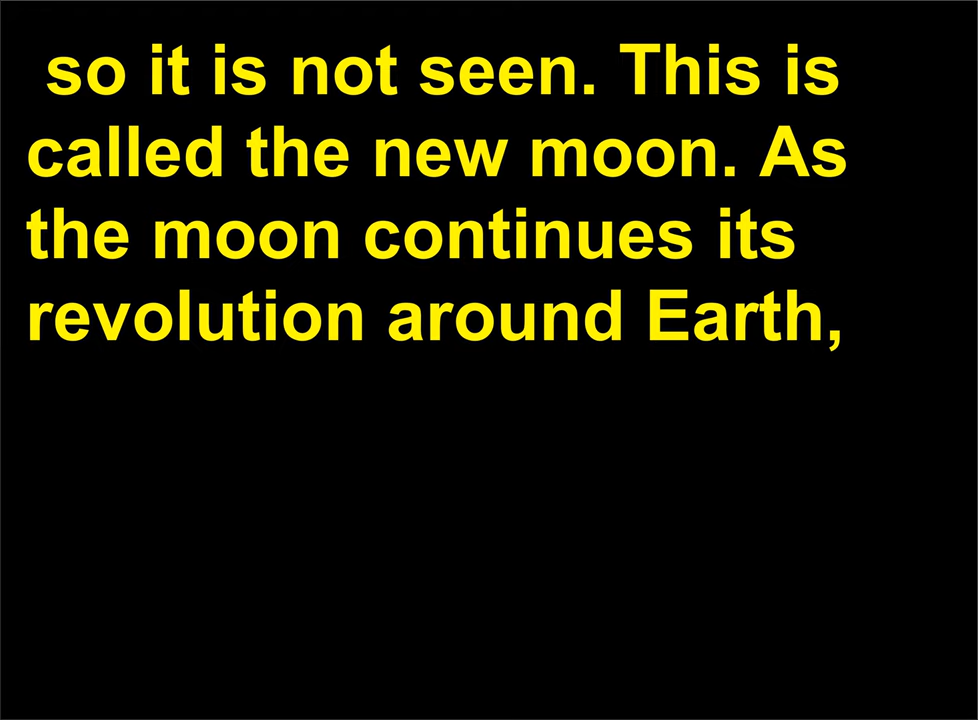 so it is not seen. This is
called the new moon. As
the moon continues its
revolution around Earth,